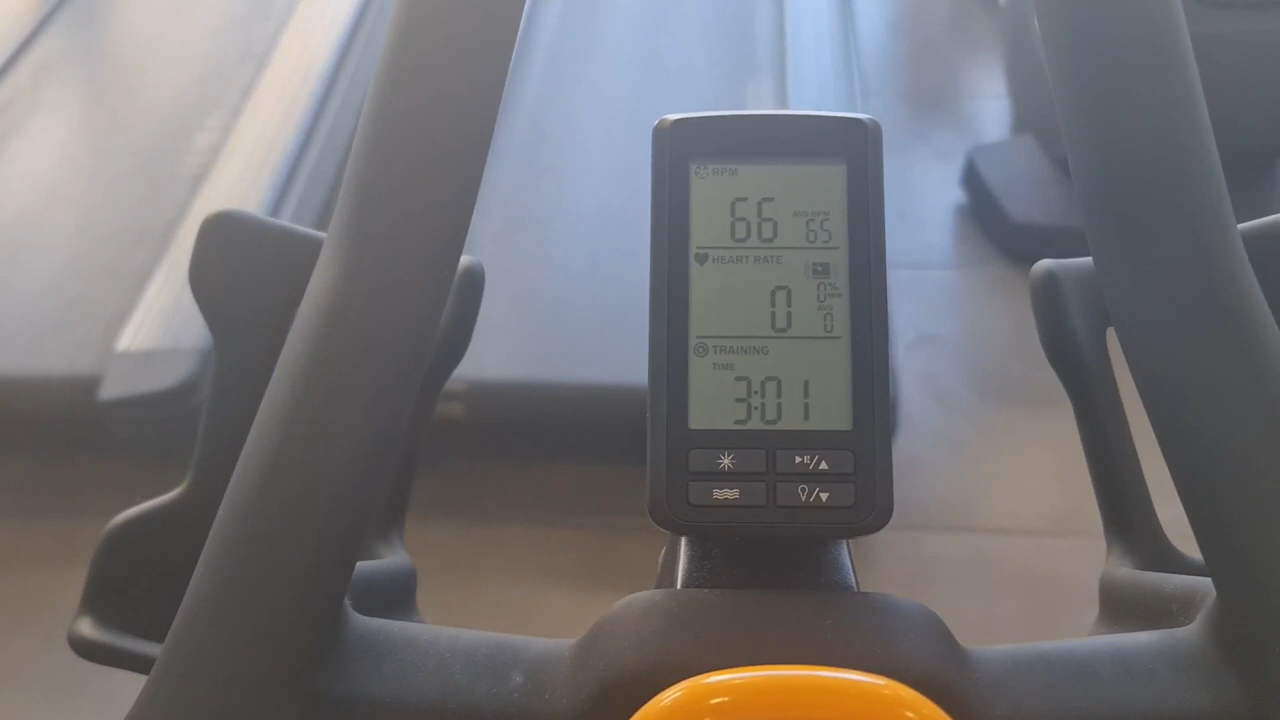 RPM
66
AVG RPM
65
HEART RATE
0
0%
AVG
0
TRAINING
TIME
3:01